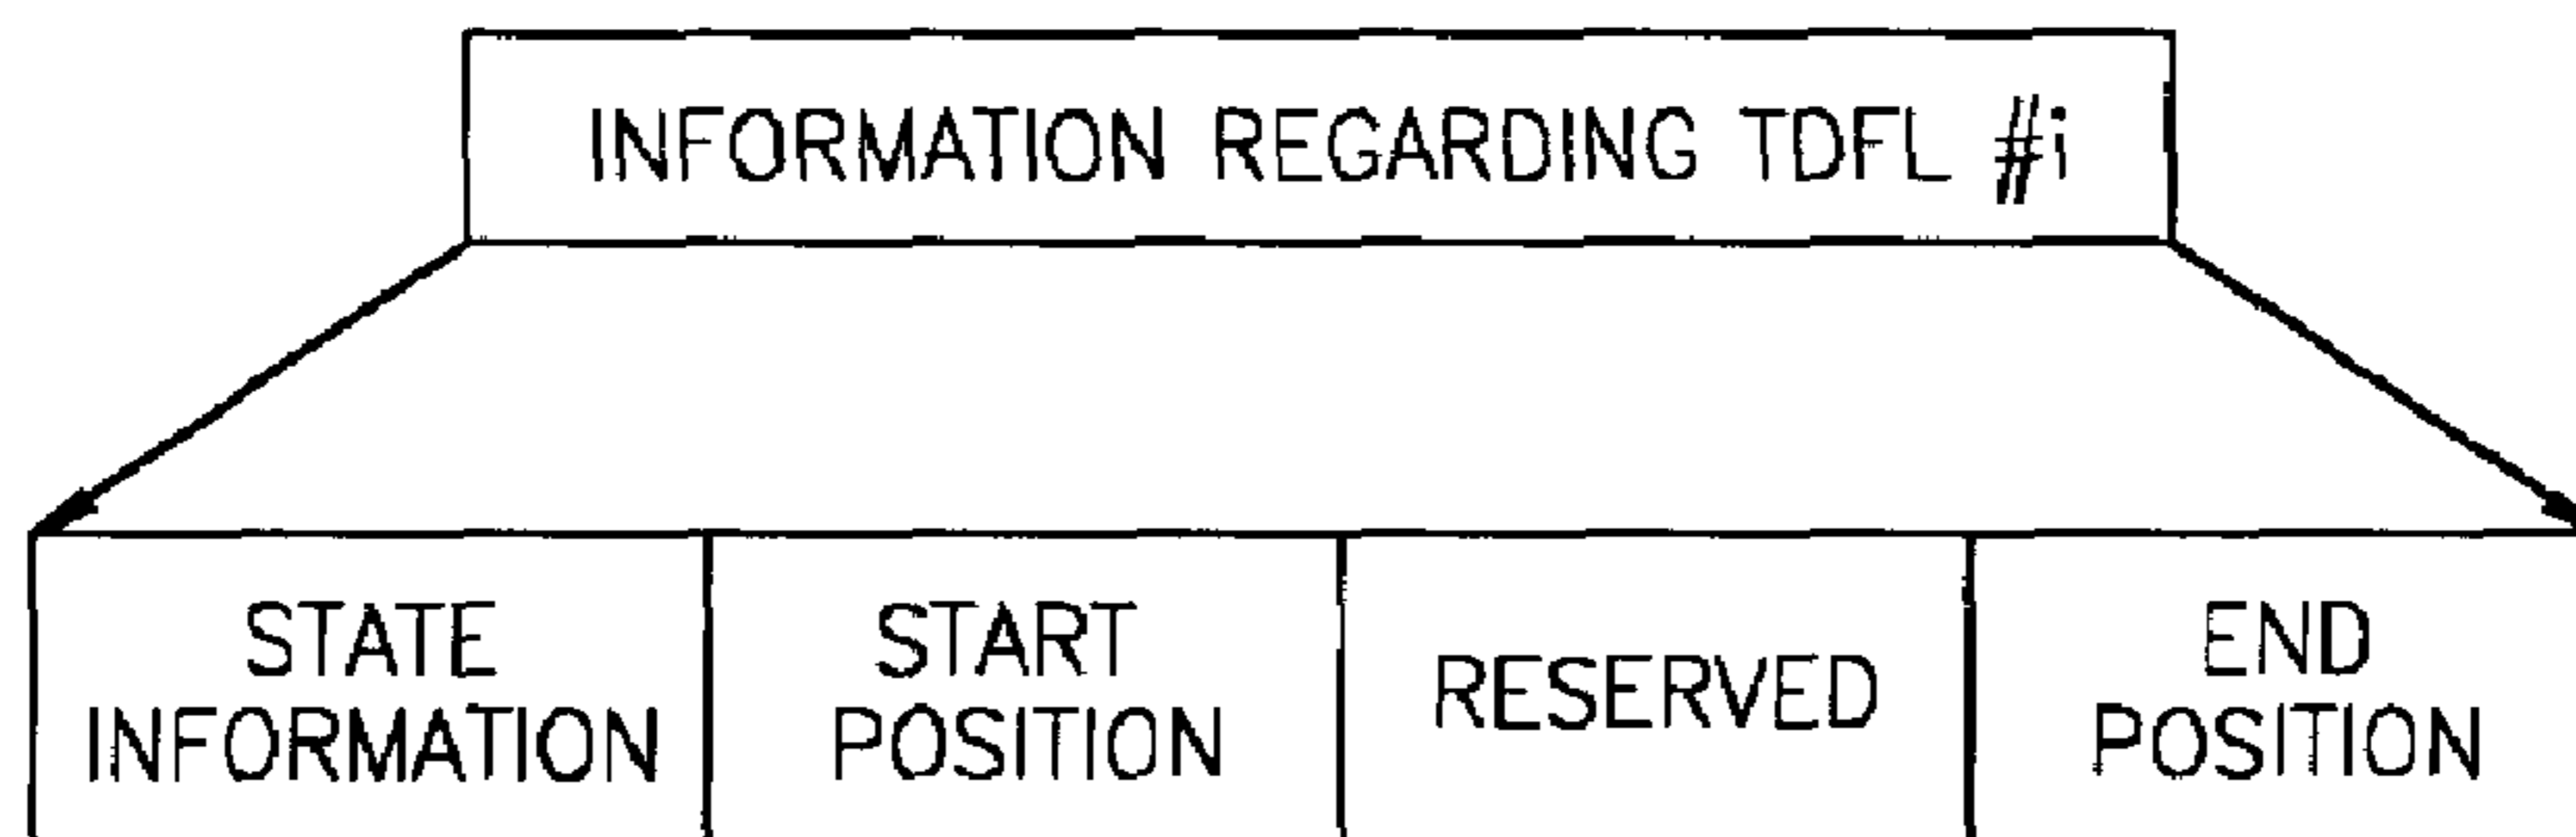 INFORMATION REGARDING TDFL #i
STATE
INFORMATION
START
POSITION
RESERVED
END
POSITION